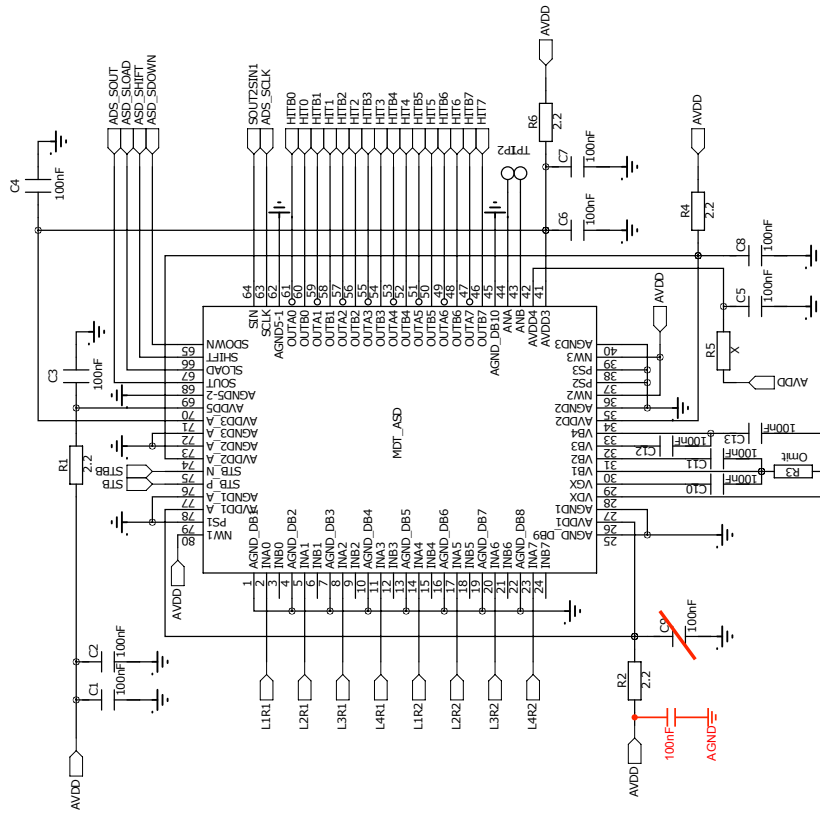 C4
100nF
ADS_SOUT
ASD_SLOAD
ASD_SHIFT
ASD_SDOWN
SOUT2SIN1
ADS_SCLK
HITB0
HIT0
HITB1
HIT1
HITB2
HIT2
HITB3
HIT3
HITB4
HIT4
HITB5
HIT5
HITB6
HIT6
HITB7
HIT7
AVDD
R6
2.2
C7
100nF
C6
100nF
TPIP2
AVDD
R4
2.2
C8
100nF
C5
100nF
R5
X
AVDD
AVDD
C3
100nF
R1
2.2
STBB
STB
AVDD
C2
100nF
C1
100nF
AVDD
MDT_ASD
64 SIN
63 SCLK
62 AGND5-1
61 OUTA0
60 OUTB0
59 OUTA1
58 OUTB1
57 OUTA2
56 OUTB2
55 OUTA3
54 OUTB3
53 OUTA4
52 OUTB4
51 OUTA5
50 OUTB5
49 OUTA6
48 OUTB6
47 OUTA7
46 OUTB7
45 AGND_DB10
44 ANA
43 ANB
42 AVDD4
41 AVDD3
SDOWN
65 SHIFT
66 SLOAD
67 SOUT
68 AGND5-2
69 AVDD5
70 AVDD3_A
71 AGND3_A
72 AGND2_A
73 AVDD2_A
74 STB_N
75 STB_P
76 AGND1_A
77 AVDD1_A
78 PS1
79 NW1
80
AGND3
40 NW3
39 PS3
38 PS2
37 NW2
36 AGND2
35 AVDD2
34 VB4
33 VB3
32 VB2
31 VB1
30 VGX
29 VDX
28 AGND1
27 AVDD1
26 AGND_DB9
25
1 AGND_DB1
2 INA0
3 INB0
4 AGND_DB2
5 INA1
6 INB1
7 AGND_DB3
8 INA2
9 INB2
10 AGND_DB4
11 INA3
12 INB3
13 AGND_DB5
14 INA4
15 INB4
16 AGND_DB6
17 INA5
18 INB5
19 AGND_DB7
20 INA6
21 INB6
22 AGND_DB8
23 INA7
24 INB7
C13
100nF
C12
100nF
C11
100nF
C10
100nF
R3
Omit
L1R1
L2R1
L3R1
L4R1
L1R2
L2R2
L3R2
L4R2
C9
100nF
R2
2.2
AVDD
100nF
AGND